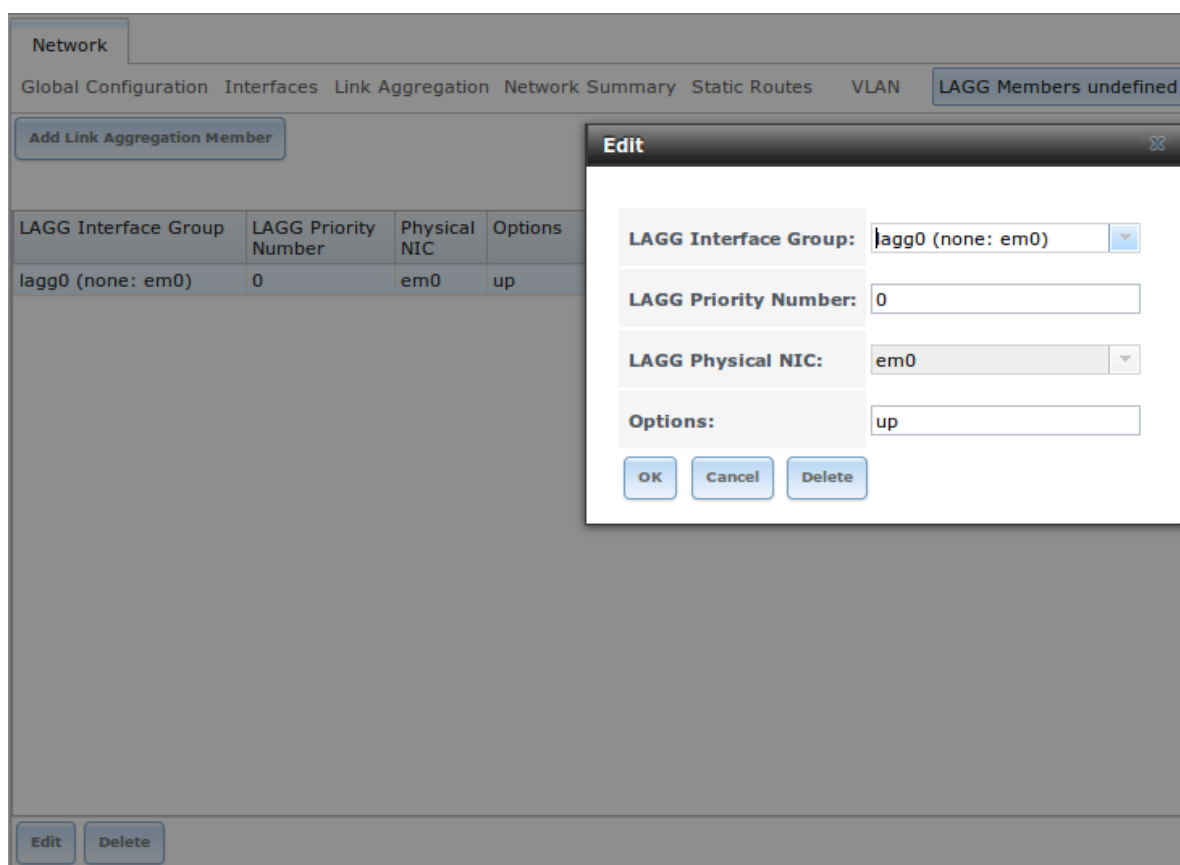 Network
Global Configuration Interfaces Link Aggregation Network Summary Static Routes VLAN LAGG Members undefined
Add Link Aggregation Member
Edit
LAGG Interface Group LAGG Priority Number Physical NIC Options
lagg0 (none: em0) 0 em0 up
LAGG Interface Group: lagg0 (none: em0)
LAGG Priority Number: 0
LAGG Physical NIC: em0
Options: up
OK Cancel Delete
Edit Delete